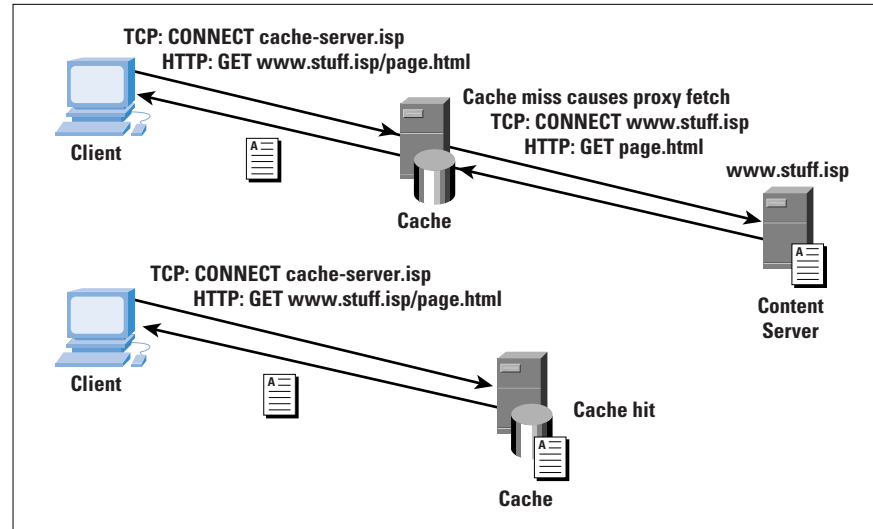 TCP: CONNECT cache-server.isp
HTTP: GET www.stuff.isp/page.html
Cache miss causes proxy fetch
TCP: CONNECT www.stuff.isp
HTTP: GET page.html
Client
A
www.stuff.isp
Cache
A
Content
Server
TCP: CONNECT cache-server.isp
HTTP: GET www.stuff.isp/page.html
Client
A
Cache hit
A
Cache